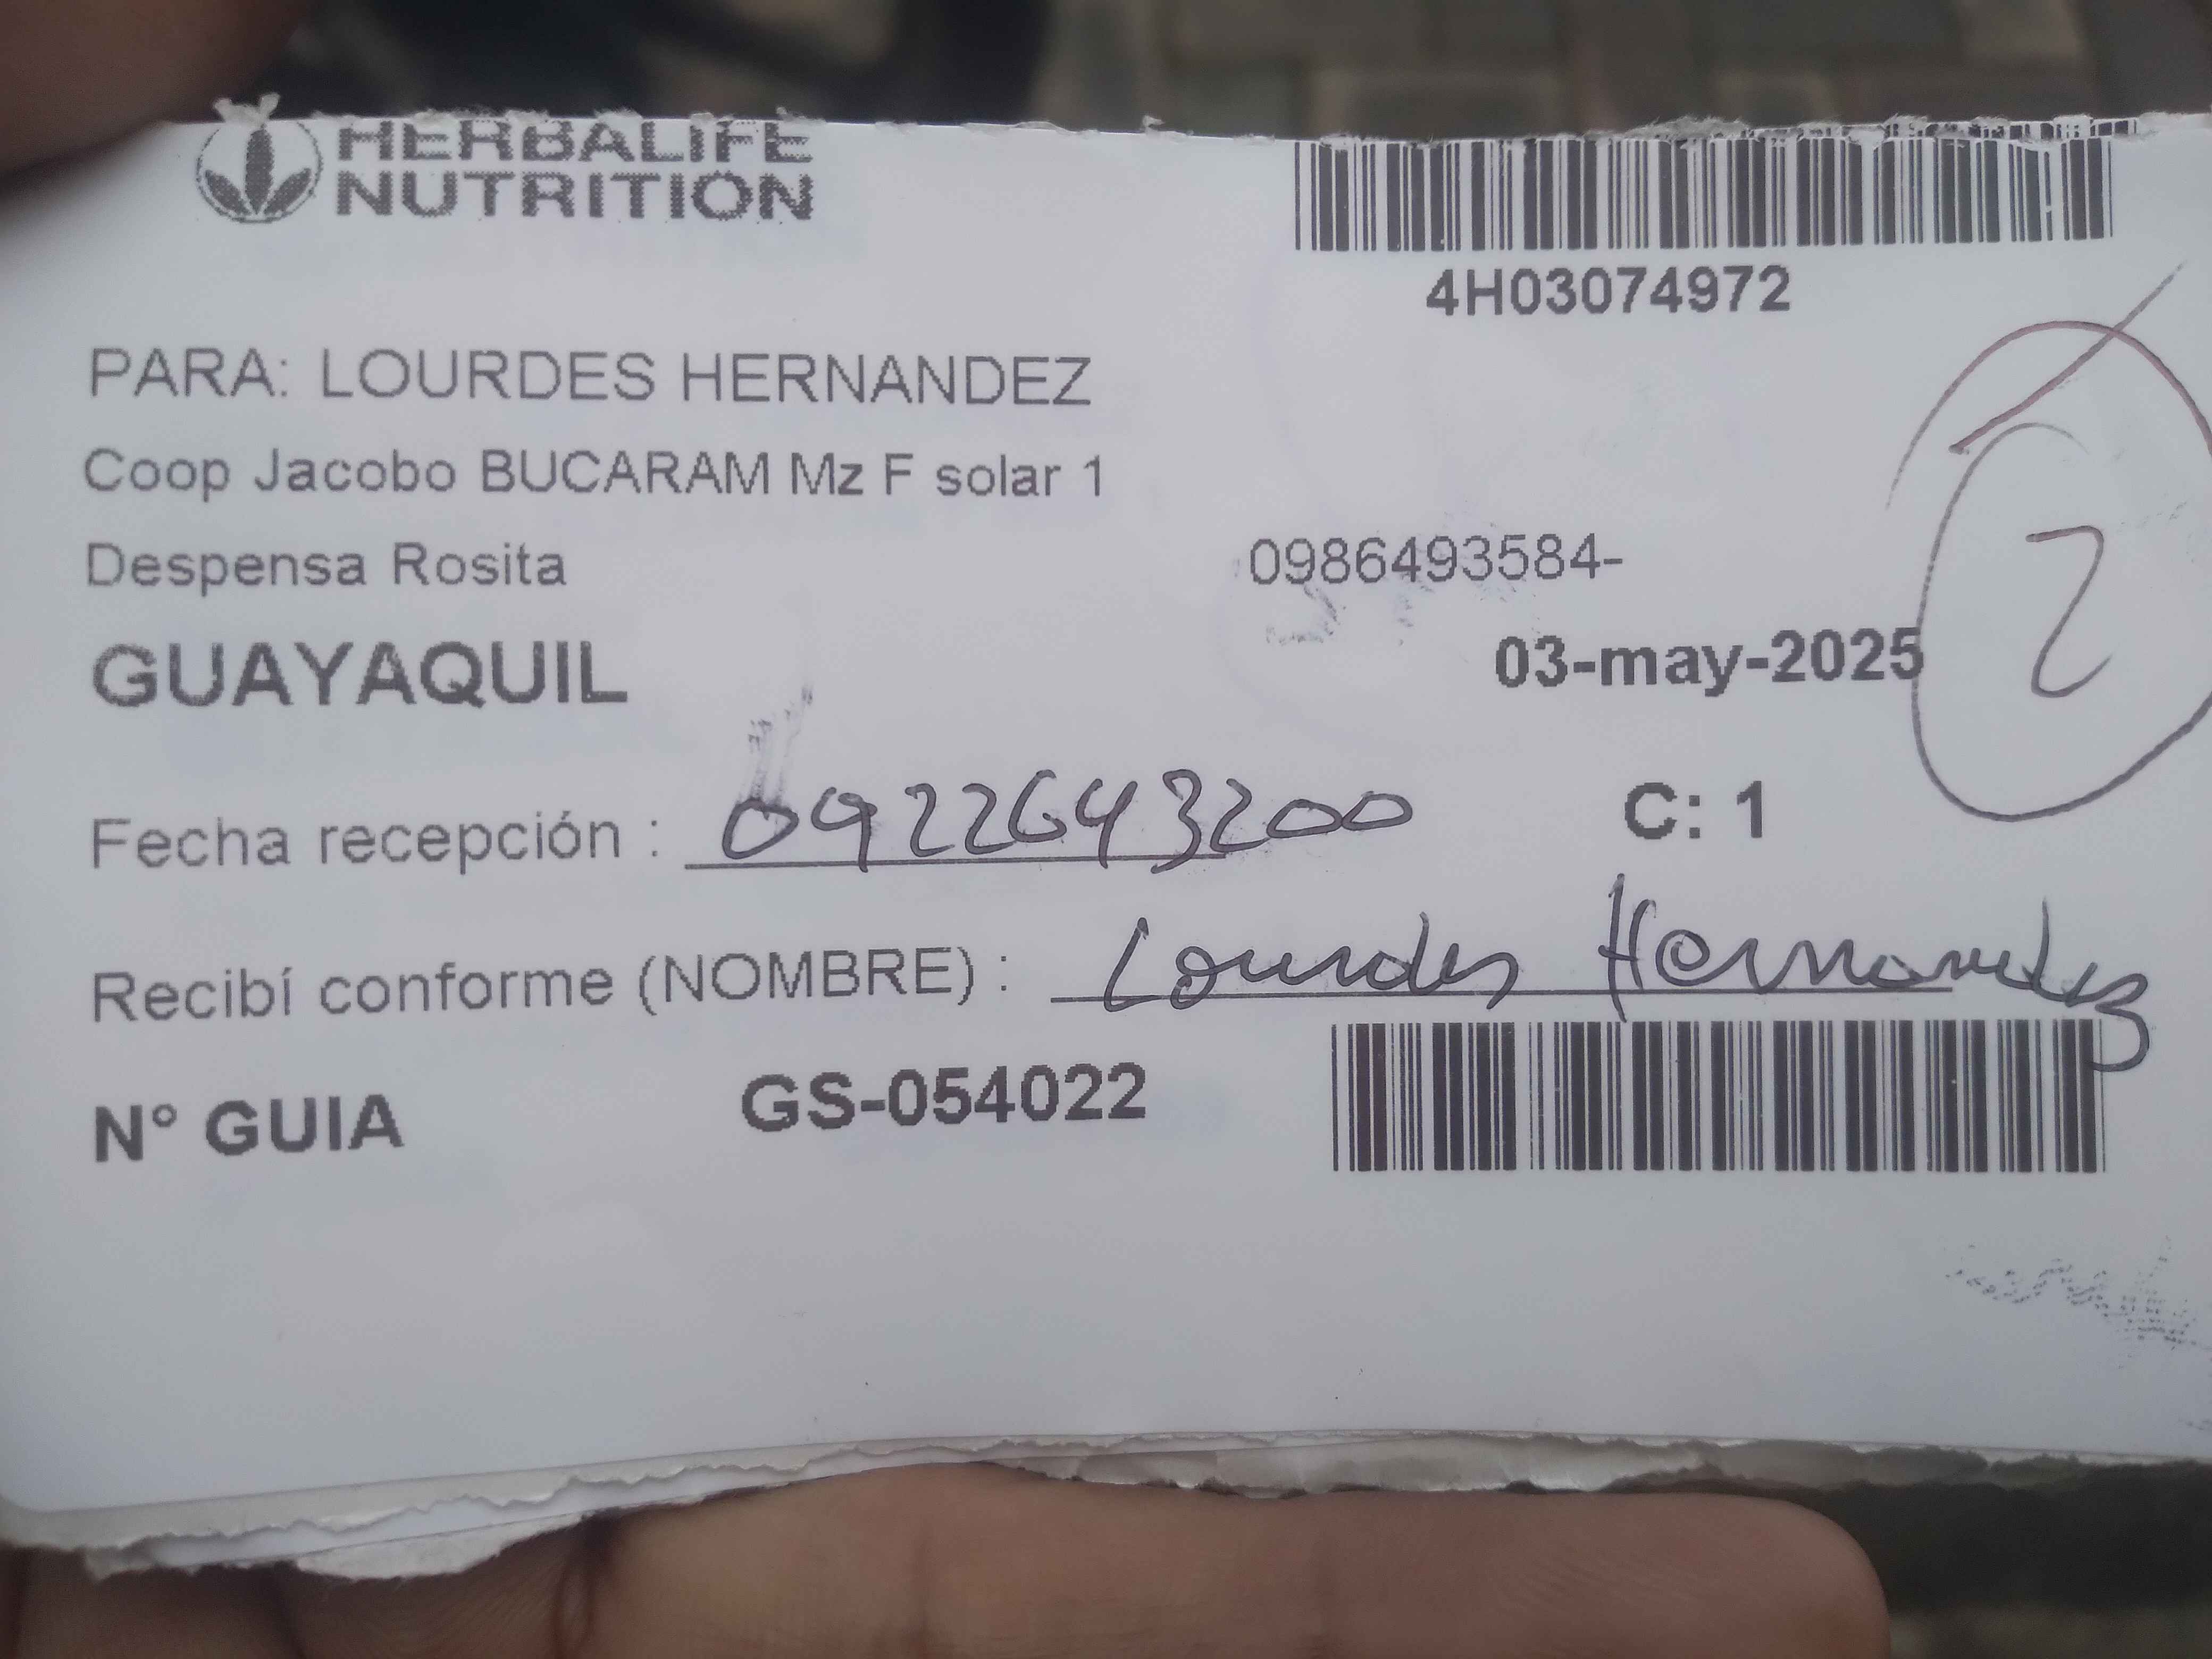 HERBALIFE
NUTRITION
4H03074972
PARA: LOURDES HERNANDEZ
Coop Jacobo BUCARAM Mz F solar 1
Despensa Rosita
0986493584-
GUAYAQUIL
03-may-2025
2
Fecha recepción : 0922643200
C: 1
Recibí conforme (NOMBRE) : Lourdes Hernandez
N° GUIA GS-054022